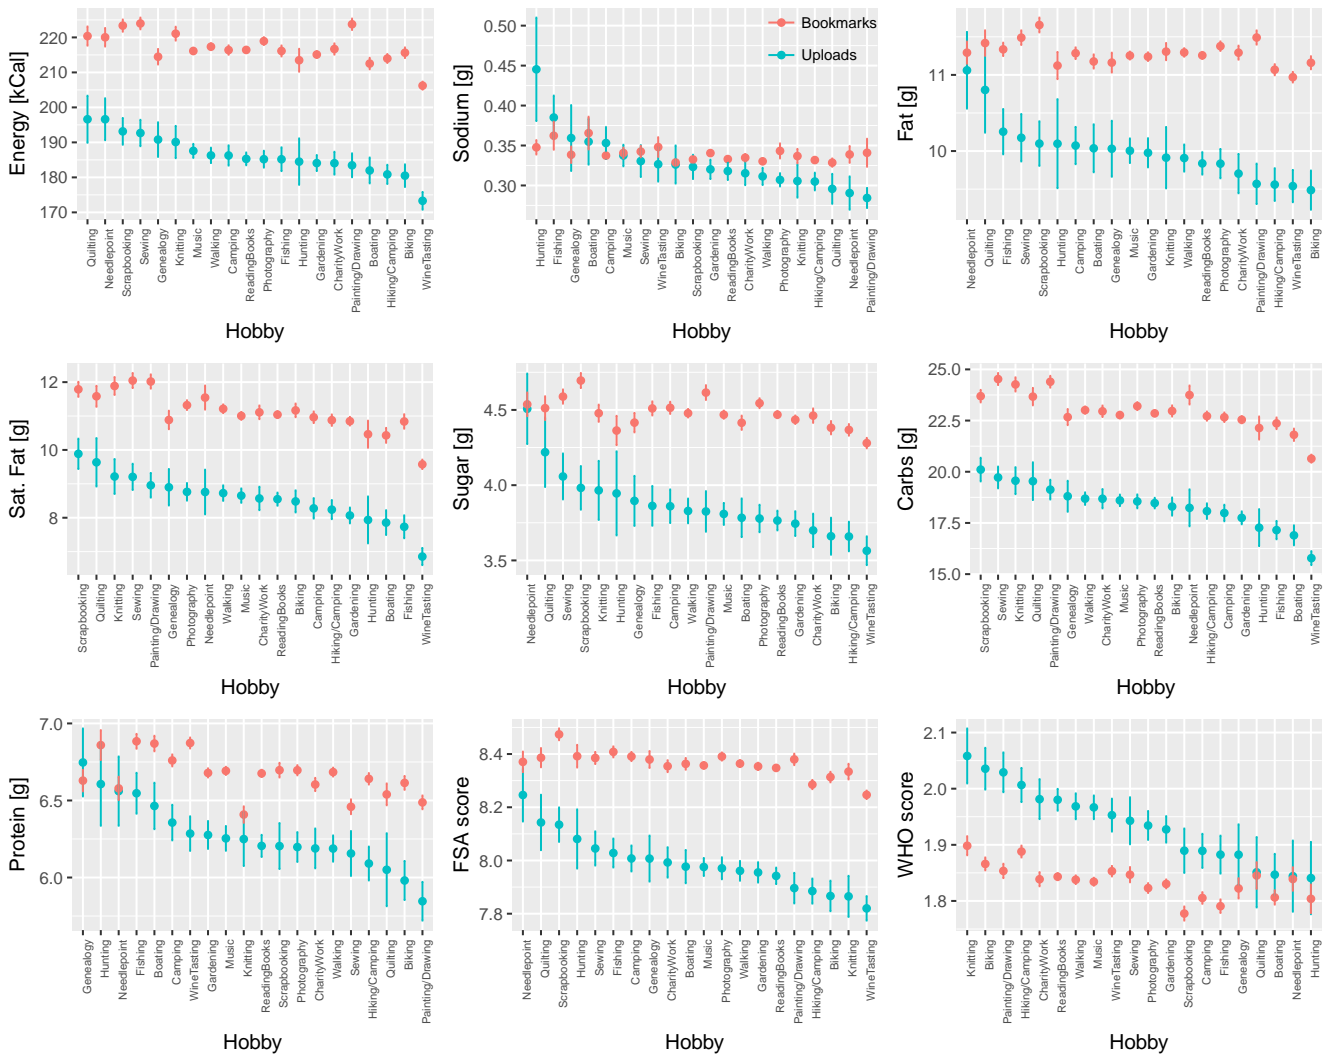 Energy [kCal]
220
210
200
190
180
170
Quilting
Needlepoint
Scrapbooking
Sewing
Genealogy
Knitting
Music
Walking
Camping
ReadingBooks
Photography
Fishing
Hunting
Gardening
CharityWork
Painting/Drawing
Boating
Hiking/Camping
Biking
WineTasting
Hobby
Sodium [g]
Bookmarks
Uploads
0.50
0.45
0.40
0.35
0.30
Hunting
Fishing
Genealogy
Boating
Camping
Music
Sewing
WineTasting
Biking
Scrapbooking
Gardening
ReadingBooks
CharityWork
Walking
Photography
Knitting
Hiking/Camping
Quilting
Needlepoint
Painting/Drawing
Hobby
Fat [g]
11
10
Needlepoint
Quilting
Fishing
Sewing
Scrapbooking
Hunting
Camping
Boating
Genealogy
Music
Gardening
Knitting
Walking
ReadingBooks
Photography
CharityWork
Painting/Drawing
Hiking/Camping
WineTasting
Biking
Hobby
Sat. Fat [g]
12
10
8
Scrapbooking
Quilting
Knitting
Sewing
Painting/Drawing
Genealogy
Photography
Needlepoint
Walking
Music
CharityWork
ReadingBooks
Biking
Camping
Hiking/Camping
Gardening
Hunting
Boating
Fishing
WineTasting
Hobby
Sugar [g]
4.5
4.0
3.5
Needlepoint
Quilting
Sewing
Scrapbooking
Knitting
Hunting
Genealogy
Fishing
Camping
Walking
Painting/Drawing
Music
Boating
Photography
ReadingBooks
Gardening
CharityWork
Biking
Hiking/Camping
WineTasting
Hobby
Carbs [g]
25.0
22.5
20.0
17.5
15.0
Scrapbooking
Sewing
Knitting
Quilting
Painting/Drawing
Genealogy
Walking
CharityWork
Music
Photography
ReadingBooks
Biking
Needlepoint
Hiking/Camping
Camping
Gardening
Hunting
Fishing
Boating
WineTasting
Hobby
Protein [g]
7.0
6.5
6.0
Genealogy
Hunting
Needlepoint
Fishing
Boating
Camping
WineTasting
Gardening
Music
Knitting
ReadingBooks
Scrapbooking
Photography
CharityWork
Walking
Sewing
Hiking/Camping
Quilting
Biking
Painting/Drawing
Hobby
FSA score
8.4
8.2
8.0
7.8
Needlepoint
Quilting
Scrapbooking
Hunting
Sewing
Fishing
Camping
Genealogy
CharityWork
Boating
Music
Photography
Walking
Gardening
ReadingBooks
Painting/Drawing
Hiking/Camping
Biking
Knitting
WineTasting
Hobby
WHO score
2.1
2.0
1.9
1.8
Knitting
Biking
Painting/Drawing
Hiking/Camping
CharityWork
ReadingBooks
Walking
Music
WineTasting
Sewing
Photography
Gardening
Scrapbooking
Camping
Fishing
Genealogy
Quilting
Boating
Needlepoint
Hunting
Hobby